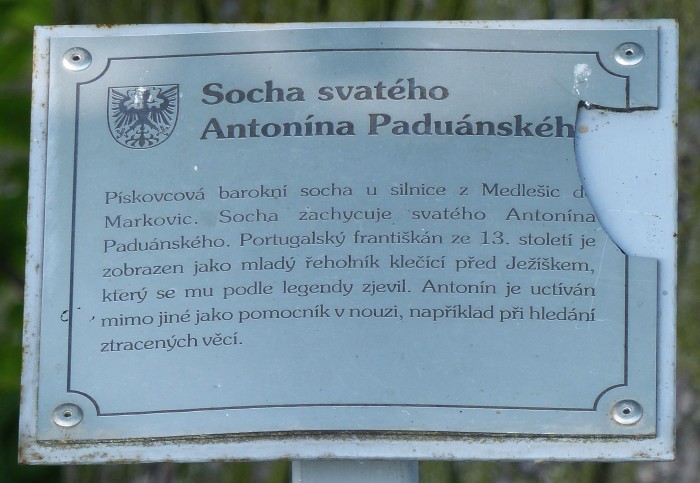 Socha svatého
Antonína Paduánskéh
Pískovcová barokní socha u silnice z Medlešic d
Markovic. Socha zachycuje svatého Antonína
Paduánského. Portugalský františkán ze 13. století je
zobrazen jako mladý řeholník klečící před Ježíškem,
který se mu podle legendy zjevil. Antonín je uctíván
mimo jiné jako pomocník v nouzi, například při hledání
ztracených věcí.